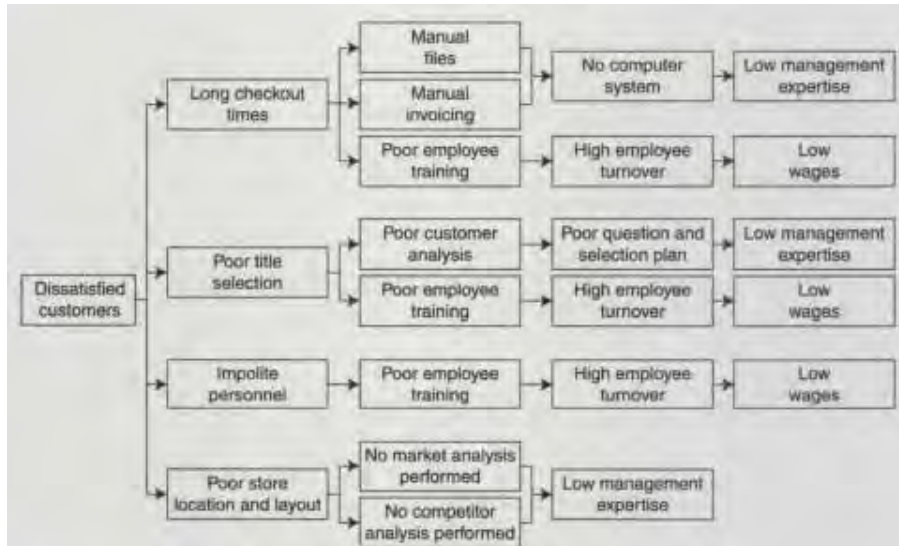 Manual
files
No computer
system
Low management
expertise
Long checkout
times
Manual
invoicing
Poor employee
training
High employee
turnover
Low
wages
Poor customer
analysis
Poor question and
selection plan
Low management
expertise
Poor title
selection
Dissatisfied
customers
Poor employee
training
High employee
turnover
Low
wages
Impolite
personnel
Poor employee
training
High employee
turnover
Low
wages
No market analysis
performed
Poor store
location and layout
Low management
expertise
No competitor
analysis performed